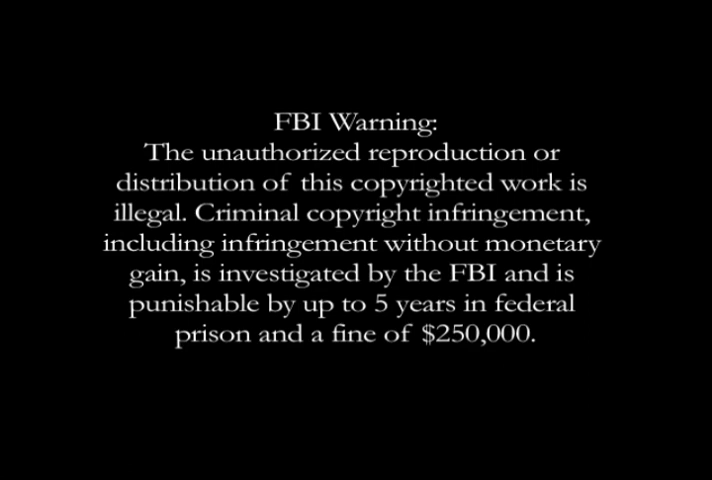 FBI Warning:
The unauthorized reproduction or
distribution of this copyrighted work is
illegal. Criminal copyright infringement,
including infringement without monetary
gain, is investigated by the FBI and is
punishable by up to 5 years in federal
prison and a fine of $250,000.